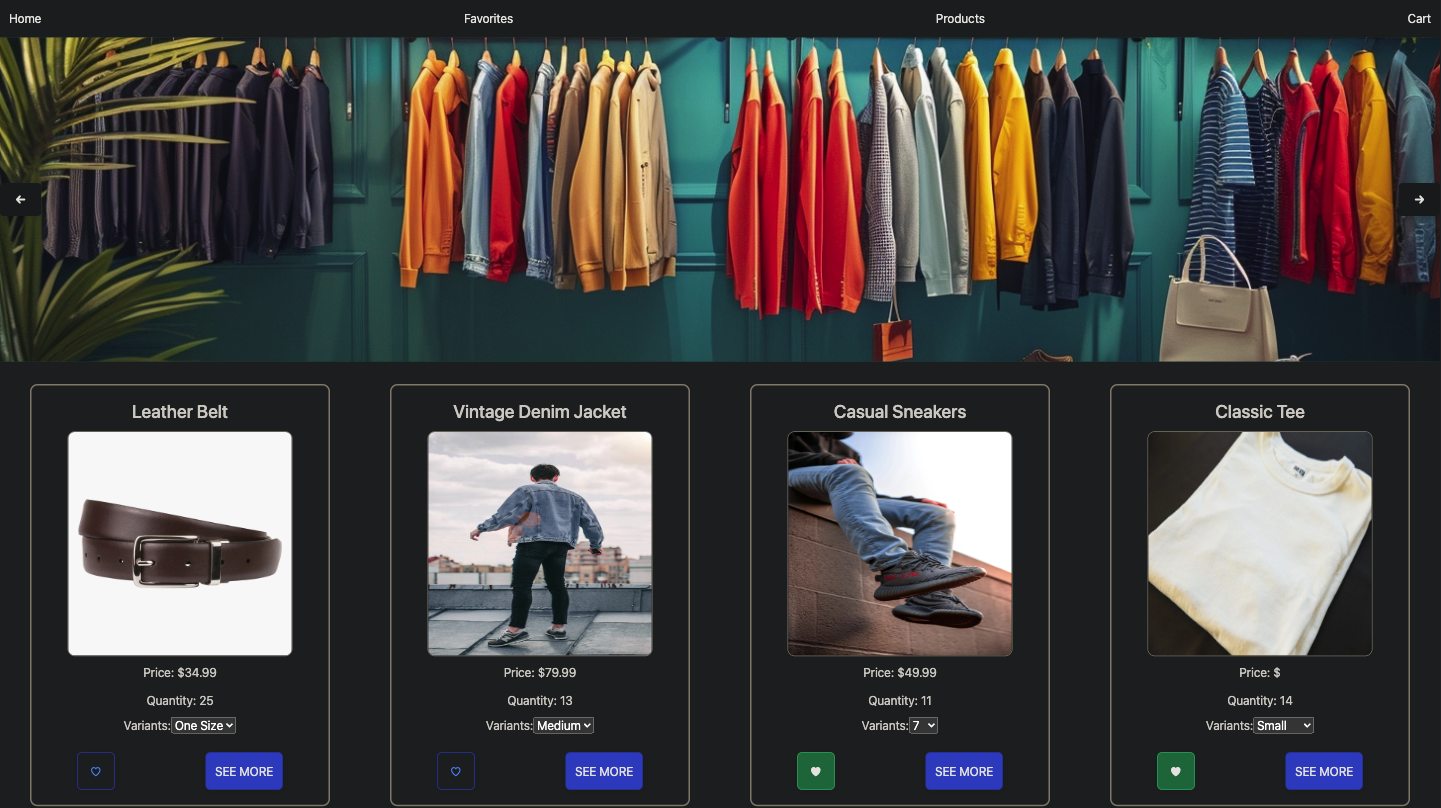 Home Favorites Products Cart
Leather Belt
Price: $34.99
Quantity: 25
Variants: One Size
SEE MORE
Vintage Denim Jacket
Price: $79.99
Quantity: 13
Variants: Medium
SEE MORE
Casual Sneakers
Price: $49.99
Quantity: 11
Variants: 7
SEE MORE
Classic Tee
Price: $
Quantity: 14
Variants: Small
SEE MORE